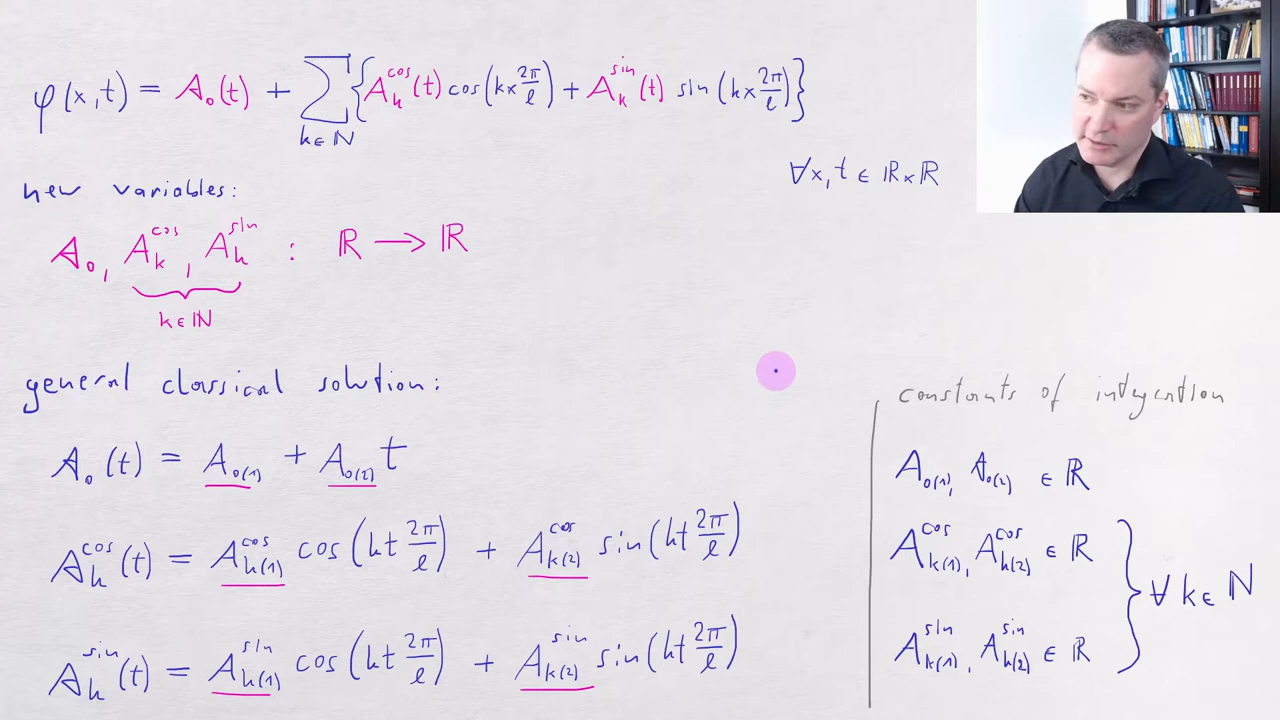 φ(x,t) = A₀(t) + ∑_{k∈ℕ} { A_k^{cos}(t) cos(kx 2π/ℓ) + A_k^{sin}(t) sin(kx 2π/ℓ) }
∀x,t ∈ ℝ×ℝ
new variables:
A₀, A_k^{cos}, A_k^{sin} : ℝ → ℝ
k∈ℕ
general classical solution:
constants of integration
A₀(t) = A_{0(1)} + A_{0(2)} t
A_{0(1)}, A_{0(2)} ∈ ℝ
A_k^{cos}(t) = A_{k(1)}^{cos} cos(kt 2π/ℓ) + A_{k(2)}^{cos} sin(kt 2π/ℓ)
A_{k(1)}^{cos}, A_{k(2)}^{cos} ∈ ℝ
∀ k∈ℕ
A_k^{sin}(t) = A_{k(1)}^{sin} cos(kt 2π/ℓ) + A_{k(2)}^{sin} sin(kt 2π/ℓ)
A_{k(1)}^{sin}, A_{k(2)}^{sin} ∈ ℝ